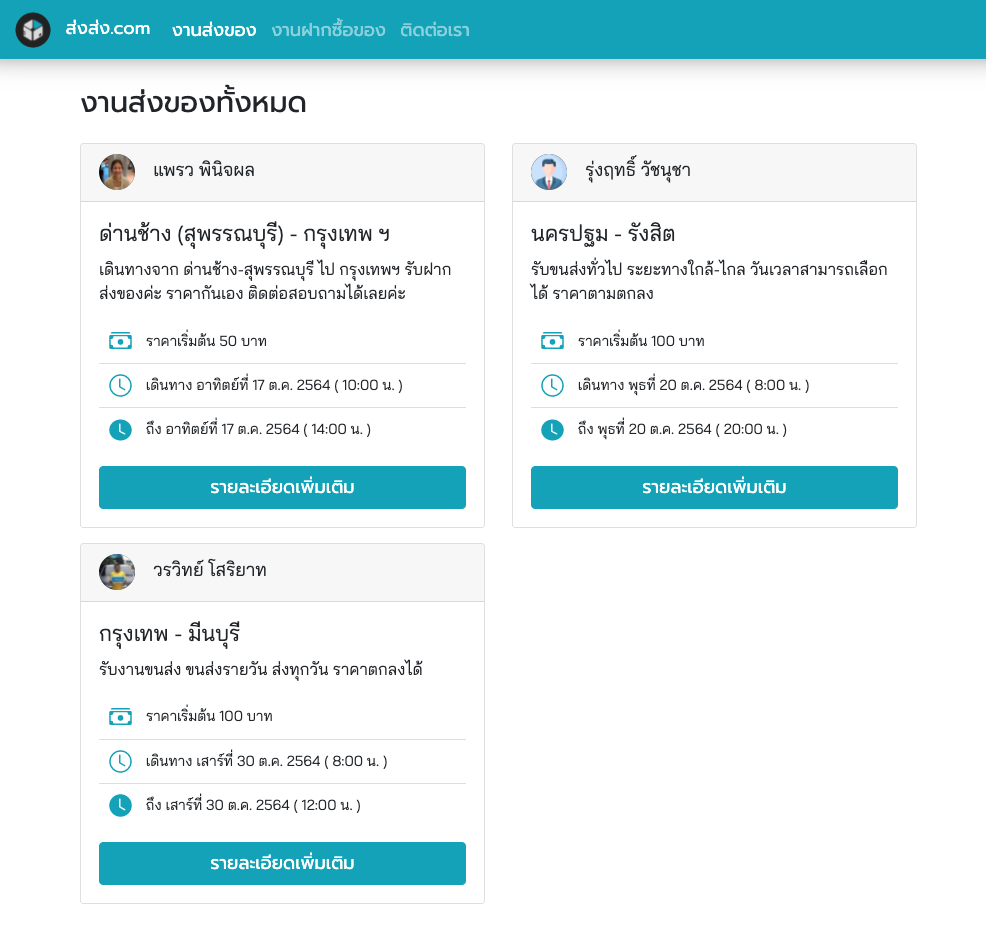 ส่งส่ง.com งานส่งของ งานฝากซื้อของ ติดต่อเรา
งานส่งของทั้งหมด
แพรว พินิจผล
ด่านช้าง (สุพรรณบุรี) - กรุงเทพ ฯ
เดินทางจาก ด่านช้าง-สุพรรณบุรี ไป กรุงเทพฯ รับฝาก
ส่งของค่ะ ราคากันเอง ติดต่อสอบถามได้เลยค่ะ
ราคาเริ่มต้น 50 บาท
เดินทาง อาทิตย์ที่ 17 ต.ค. 2564 ( 10:00 น. )
ถึง อาทิตย์ที่ 17 ต.ค. 2564 ( 14:00 น. )
รายละเอียดเพิ่มเติม
รุ่งฤทธิ์ วัชนุชา
นครปฐม - รังสิต
รับขนส่งทั่วไป ระยะทางใกล้-ไกล วันเวลาสามารถเลือก
ได้ ราคาตามตกลง
ราคาเริ่มต้น 100 บาท
เดินทาง พุธที่ 20 ต.ค. 2564 ( 8:00 น. )
ถึง พุธที่ 20 ต.ค. 2564 ( 20:00 น. )
รายละเอียดเพิ่มเติม
วรวิทย์ โสริยาท
กรุงเทพ - มีนบุรี
รับงานขนส่ง ขนส่งรายวัน ส่งทุกวัน ราคาตกลงได้
ราคาเริ่มต้น 100 บาท
เดินทาง เสาร์ที่ 30 ต.ค. 2564 ( 8:00 น. )
ถึง เสาร์ที่ 30 ต.ค. 2564 ( 12:00 น. )
รายละเอียดเพิ่มเติม